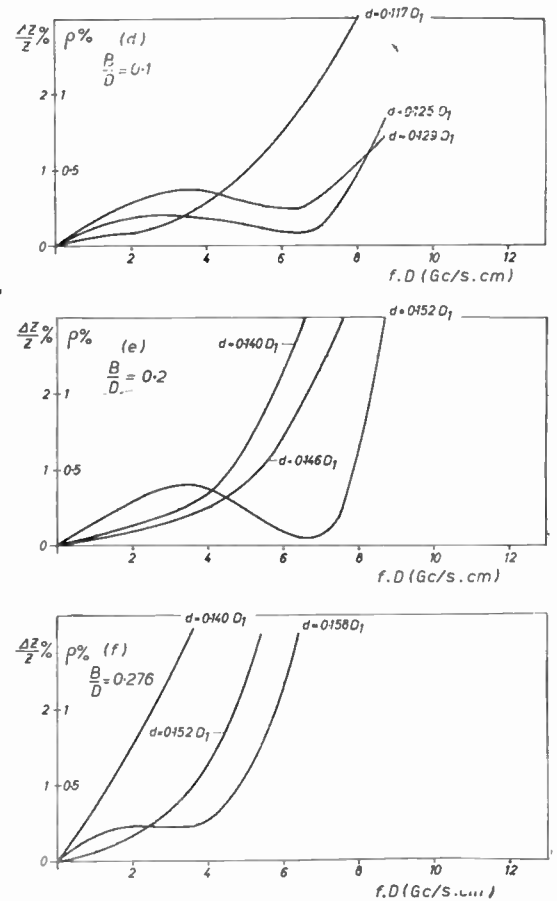 ΔZ/Z % ρ% (d)
B/D = 0·1
d=0·117 D₁
d=0·125 D₁
d=0·129 D₁
2 1
1 0·5
0
2 4 6 8 10 12
f.D (Gc/s.cm)
ΔZ/Z % ρ% (e)
B/D = 0·2
d=0·152 D₁
d=0·140 D₁
d=0·146 D₁
2 1
1 0·5
0
2 4 6 8 10 12
f.D (Gc/s.cm)
ΔZ/Z % ρ% (f)
B/D = 0·276
d=0·140 D₁
d=0·158 D₁
d=0·152 D₁
2 1
1 0·5
0
2 4 6 8 10 12
f.D (Gc/s.cm)